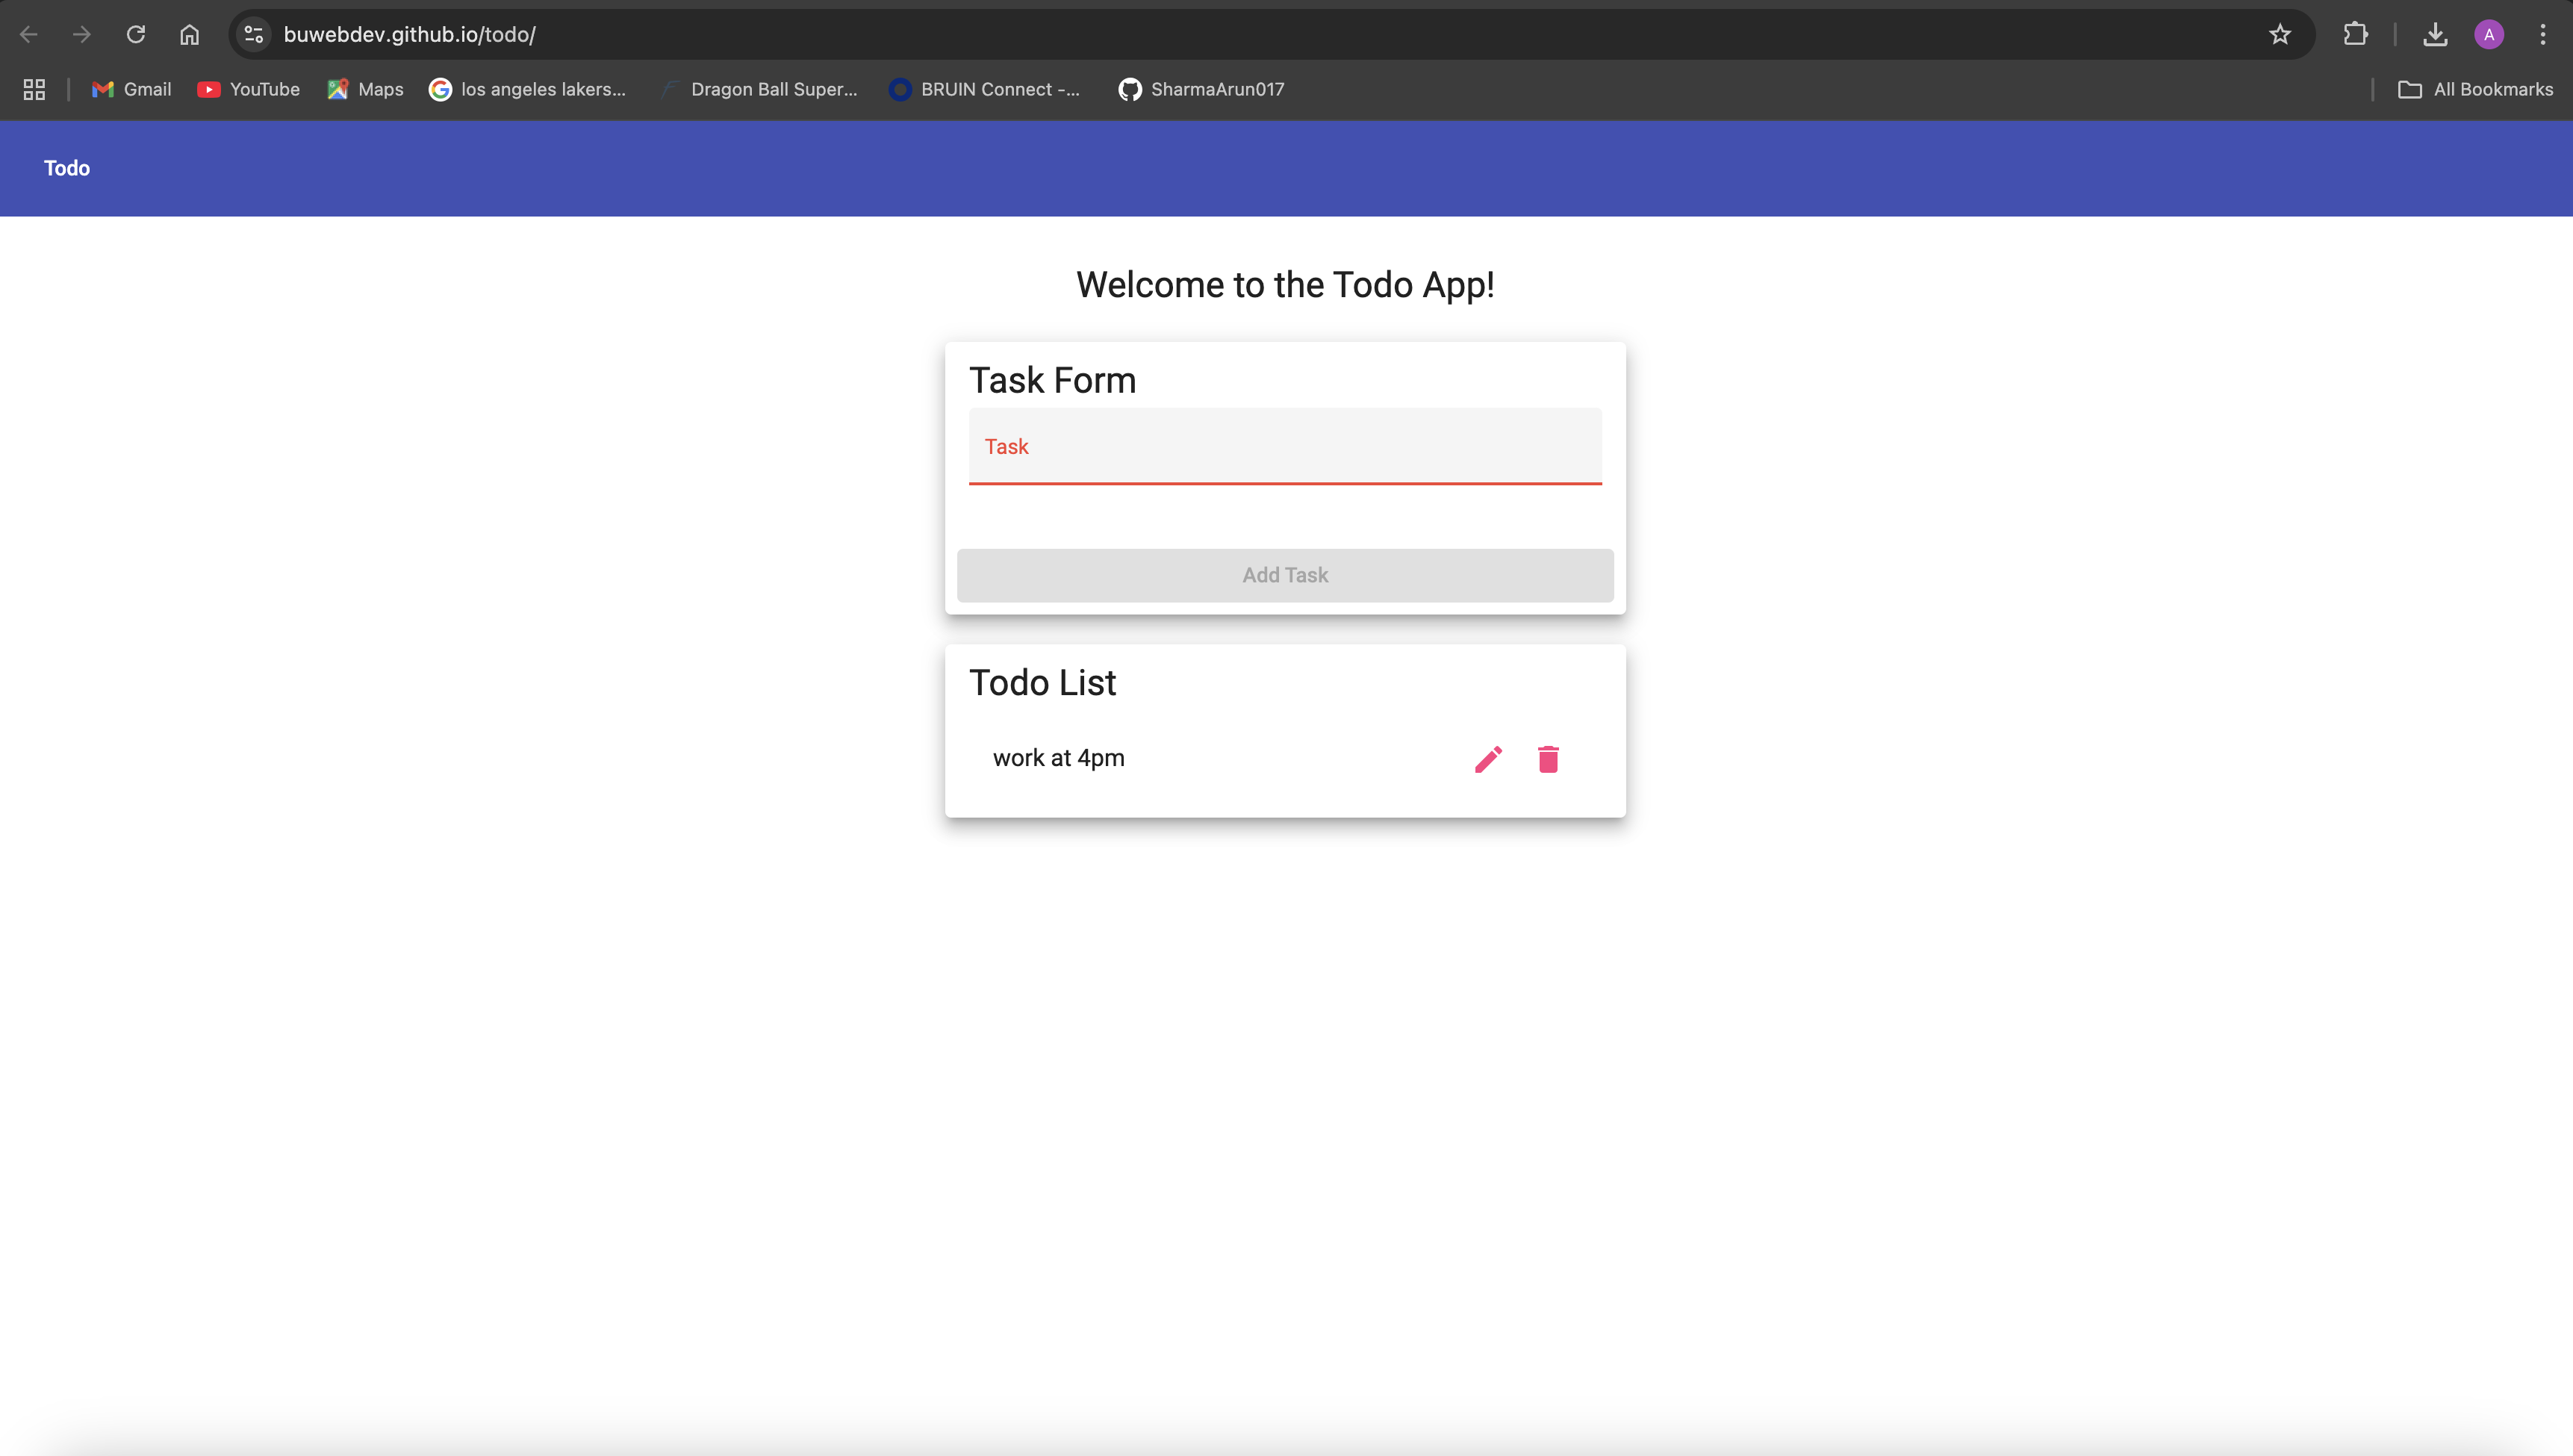 buwebdev.github.io/todo/
A
Gmail YouTube Maps los angeles lakers... Dragon Ball Super... BRUIN Connect -... SharmaArun017 All Bookmarks
Todo
Welcome to the Todo App!
Task Form
Task
Add Task
Todo List
work at 4pm